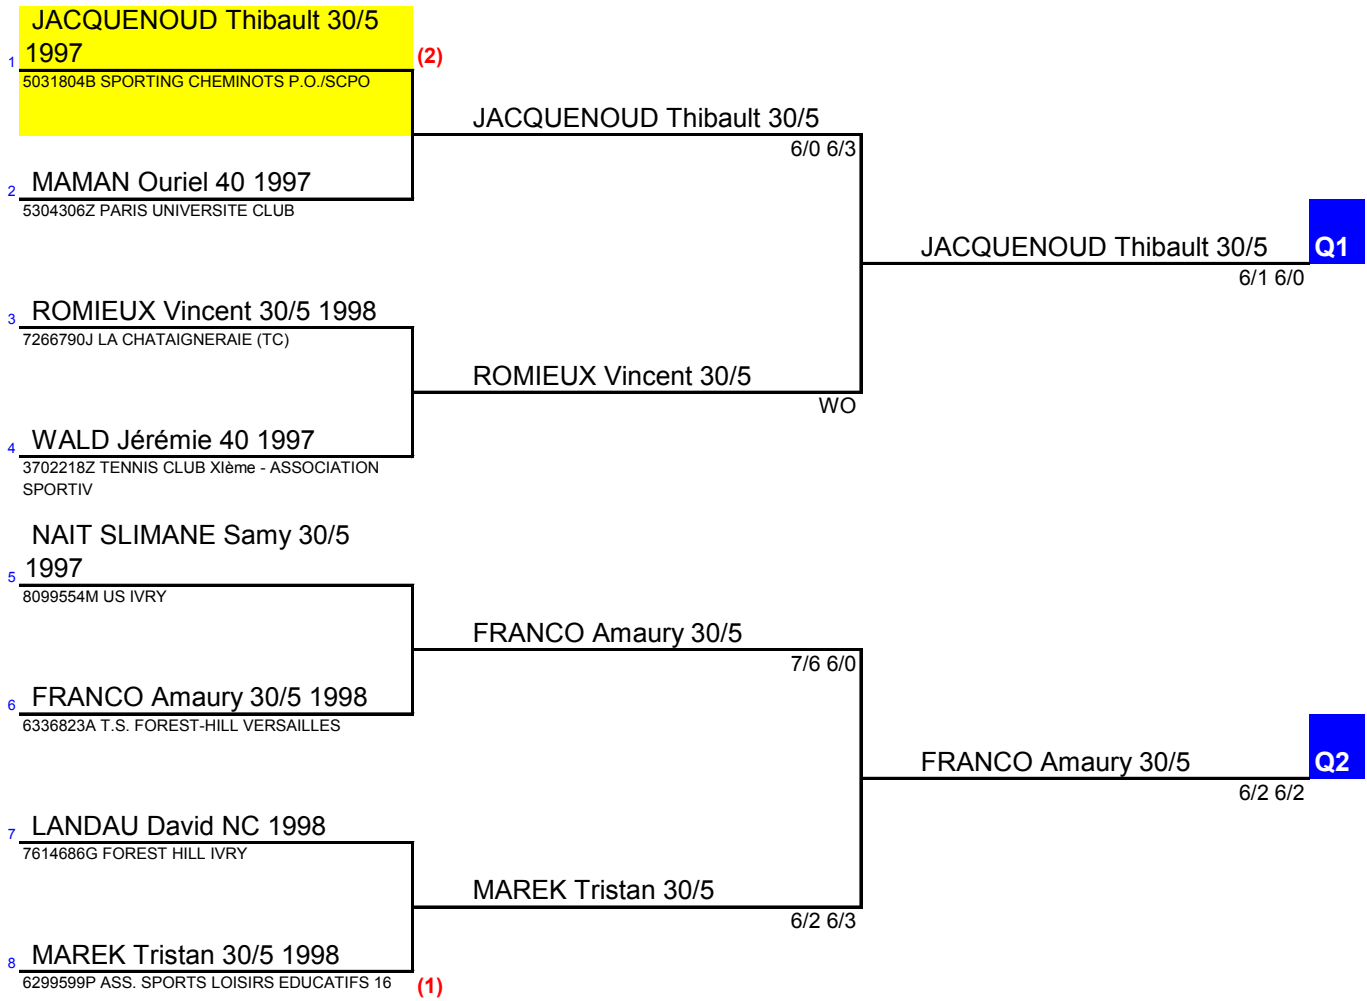 JACQUENOUD Thibault 30/5
1997
1
(2)
5031804B SPORTING CHEMINOTS P.O./SCPO
JACQUENOUD Thibault 30/5
6/0 6/3
MAMAN Ouriel 40 1997
2
5304306Z PARIS UNIVERSITE CLUB
JACQUENOUD Thibault 30/5
Q1
6/1 6/0
ROMIEUX Vincent 30/5 1998
3
7266790J LA CHATAIGNERAIE (TC)
ROMIEUX Vincent 30/5
WO
WALD Jérémie 40 1997
4
3702218Z TENNIS CLUB XIème - ASSOCIATION
SPORTIV
NAIT SLIMANE Samy 30/5
1997
5
8099554M US IVRY
FRANCO Amaury 30/5
7/6 6/0
FRANCO Amaury 30/5 1998
6
6336823A T.S. FOREST-HILL VERSAILLES
FRANCO Amaury 30/5
Q2
6/2 6/2
LANDAU David NC 1998
7
7614686G FOREST HILL IVRY
MAREK Tristan 30/5
6/2 6/3
MAREK Tristan 30/5 1998
8
6299599P ASS. SPORTS LOISIRS EDUCATIFS 16
(1)